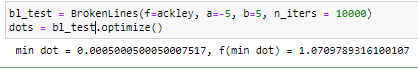 bl_test = BrokenLines(f=ackley, a=-5, b=5, n_iters = 10000)
dots = bl_test.optimize()
min dot = 0.0005000500050007517, f(min dot) = 1.0709789316100107